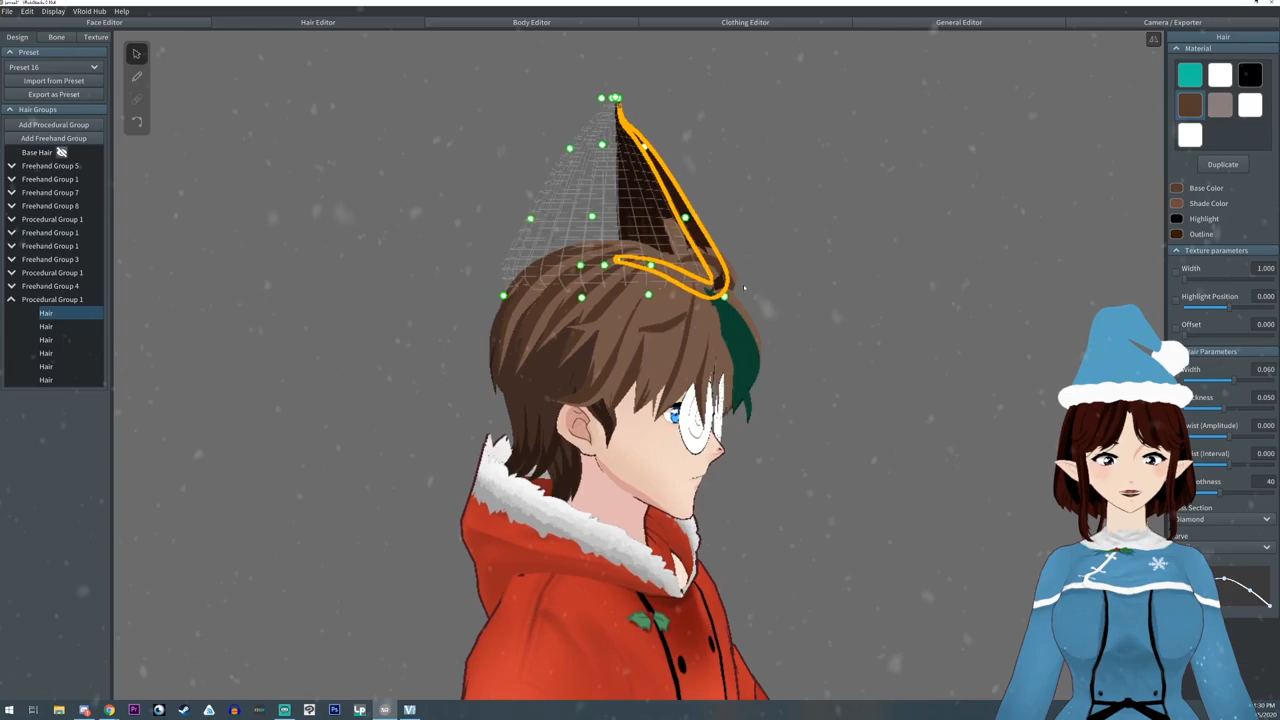 File Edit Display VRoid Hub Help
Face Editor Hair Editor Body Editor Clothing Editor General Editor Camera / Exporter
Design Bone Texture
Preset
Preset 16
Import from Preset
Export as Preset
Hair Groups
Add Procedural Group
Add Freehand Group
Base Hair
Freehand Group 5
Freehand Group 1
Freehand Group 7
Freehand Group 8
Procedural Group 1
Freehand Group 1
Freehand Group 1
Freehand Group 3
Procedural Group 1
Freehand Group 4
Procedural Group 1
Hair
Hair
Hair
Hair
Hair
Hair
Hair
Material
Duplicate
Base Color
Shade Color
Highlight
Outline
Texture parameters
Width 1.000
Highlight Position 0.000
Offset 0.000
Parameters
Width 0.060
0.050
(Amplitude) 0.000
(Interval) 0.000
40
Section
Diamond